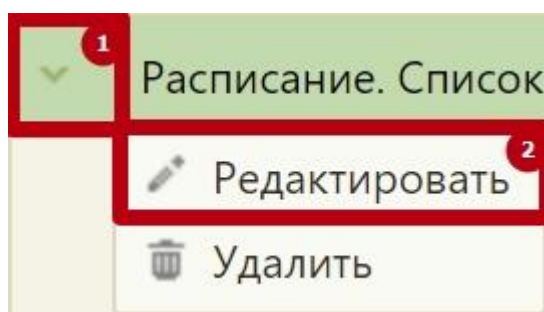 1
Расписание. Список
2
Редактировать
Удалить